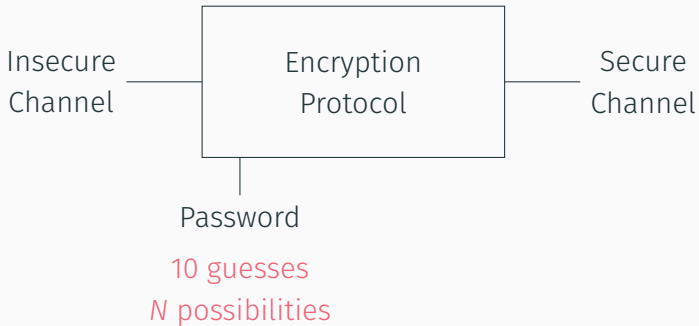 Insecure
Channel
Encryption
Protocol
Secure
Channel
Password
10 guesses
N possibilities